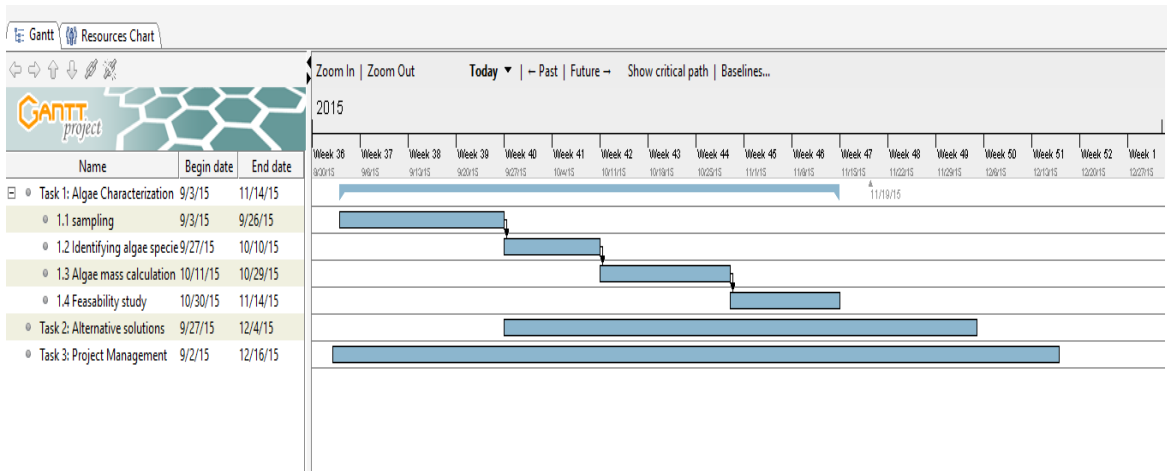 Gantt Resources Chart
Zoom In | Zoom Out Today ▼ | ← Past | Future → Show critical path | Baselines...
GANTT project
2015
Name Begin date End date
Week 36 Week 37 Week 38 Week 39 Week 40 Week 41 Week 42 Week 43 Week 44 Week 45 Week 46 Week 47 Week 48 Week 49 Week 50 Week 51 Week 52 Week 1
8/30/15 9/6/15 9/13/15 9/20/15 9/27/15 10/4/15 10/11/15 10/18/15 10/25/15 11/1/15 11/8/15 11/15/15 11/22/15 11/29/15 12/6/15 12/13/15 12/20/15 12/27/15
Task 1: Algae Characterization 9/3/15 11/14/15
11/19/15
1.1 sampling 9/3/15 9/26/15
1.2 Identifying algae specie 9/27/15 10/10/15
1.3 Algae mass calculation 10/11/15 10/29/15
1.4 Feasability study 10/30/15 11/14/15
Task 2: Alternative solutions 9/27/15 12/4/15
Task 3: Project Management 9/2/15 12/16/15